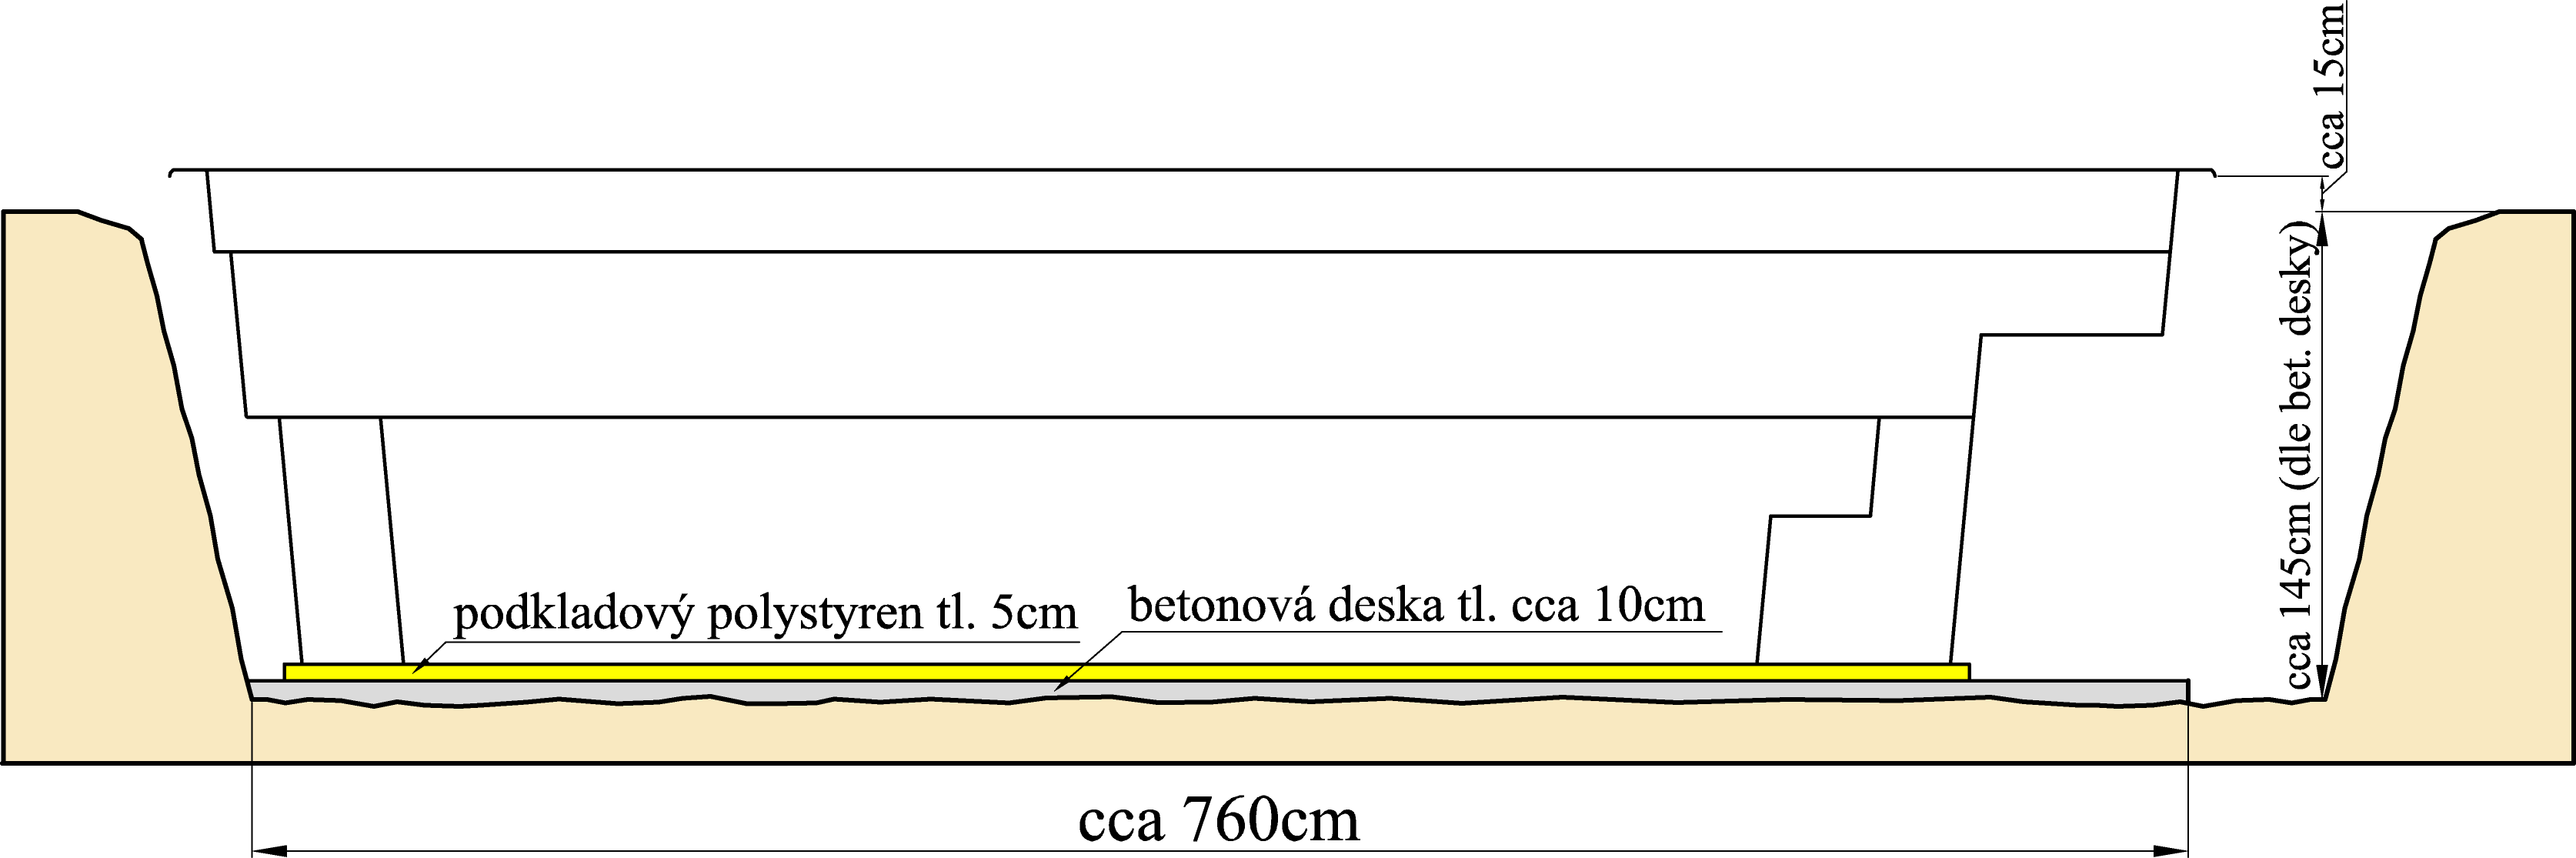 cca 15cm
cca 145cm (dle bet. desky)
podkladový polystyren tl. 5cm
betonová deska tl. cca 10cm
cca 760cm